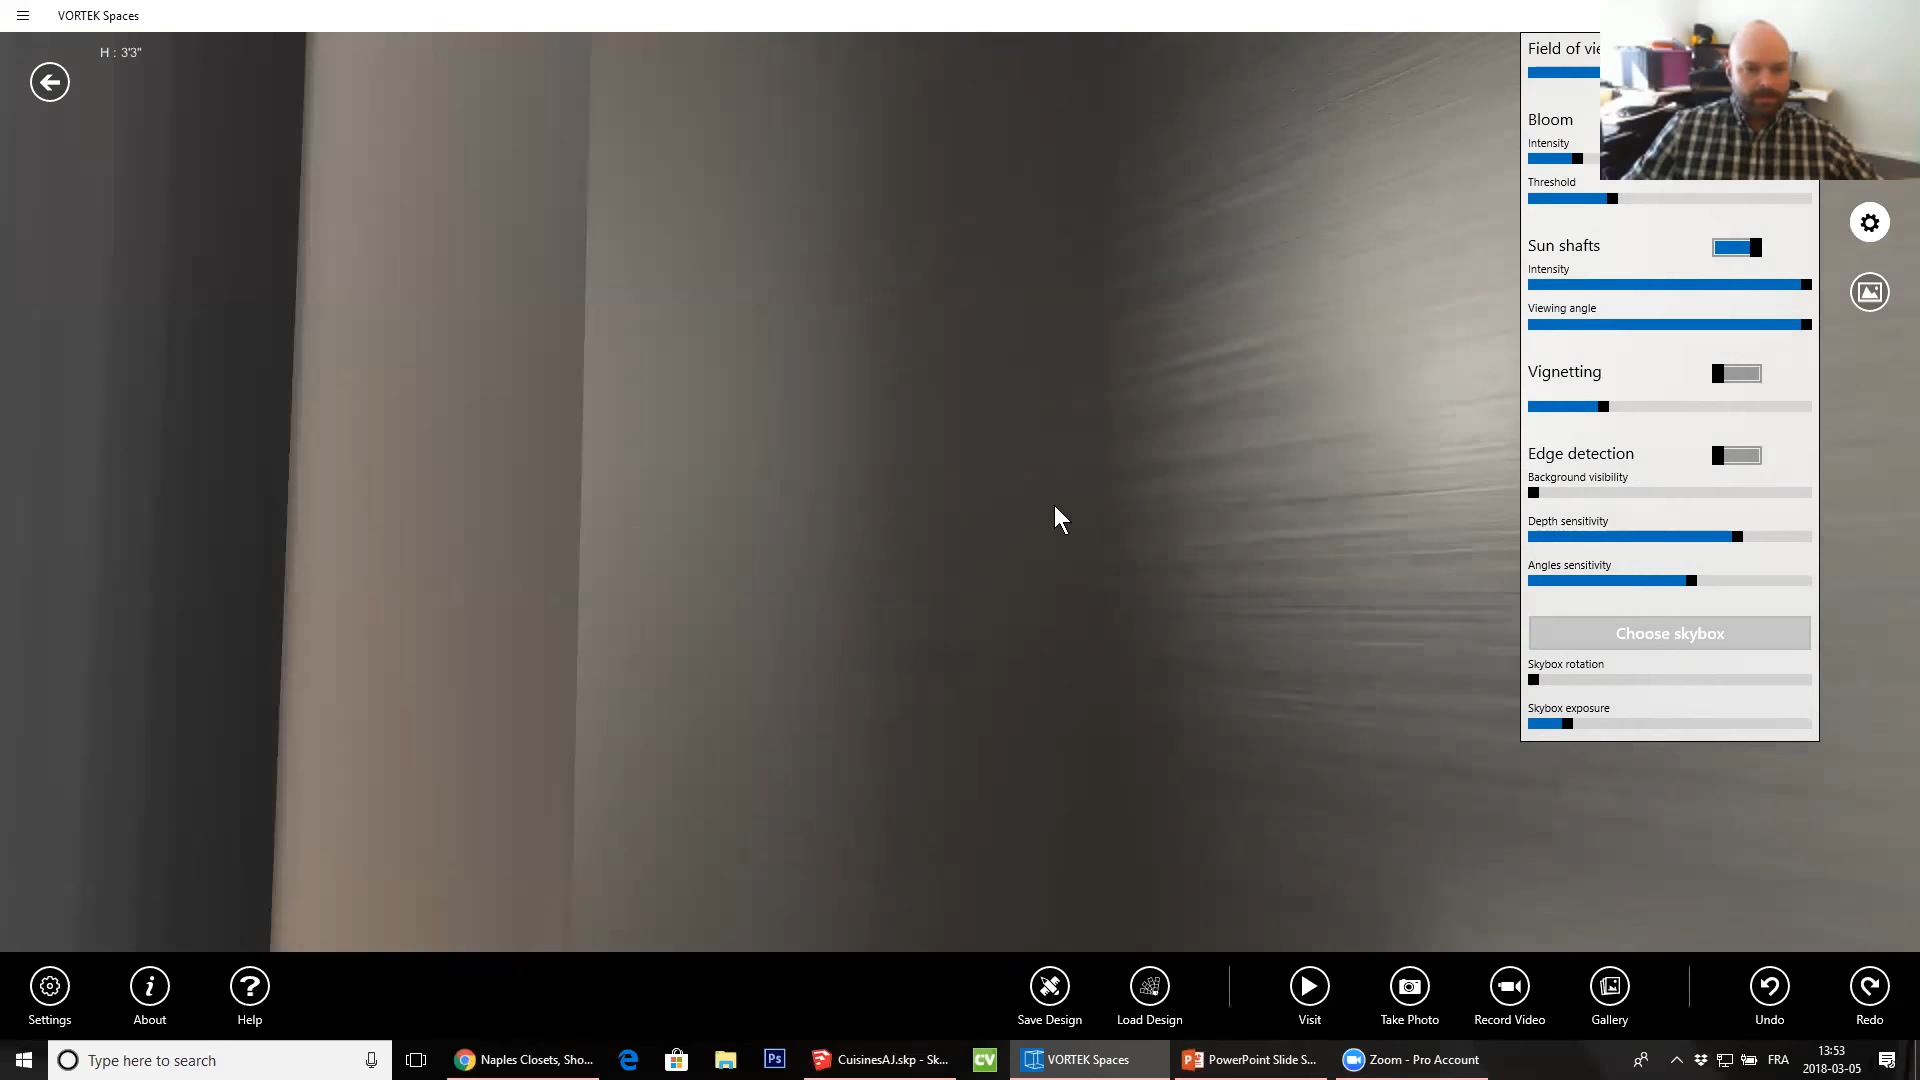 VORTEK Spaces
H : 3'3"
Field of vie
Bloom
Intensity
Threshold
Sun shafts
Intensity
Viewing angle
Vignetting
Edge detection
Background visibility
Depth sensitivity
Angles sensitivity
Choose skybox
Skybox rotation
Skybox exposure
Settings
About
Help
Save Design
Load Design
Visit
Take Photo
Record Video
Gallery
Undo
Redo
Type here to search
Naples Closets, Sho...
Ps
CuisinesAJ.skp - Sk...
CV
VORTEK Spaces
PowerPoint Slide S...
Zoom - Pro Account
FRA
13:53
2018-03-05